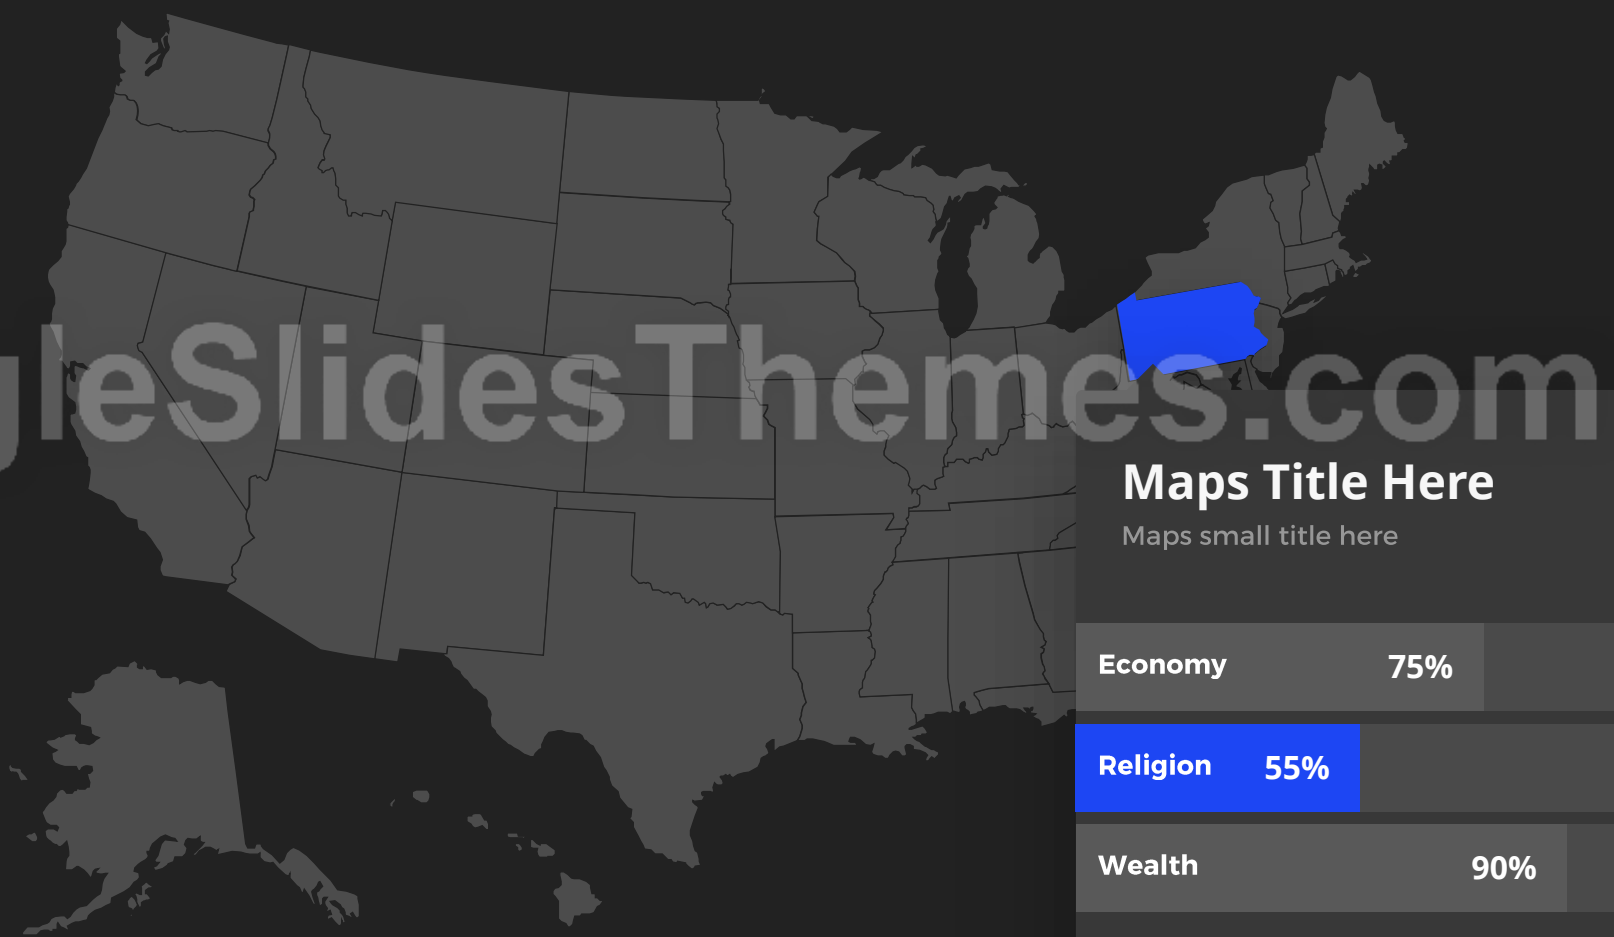 gleSlidesThemes.com
Maps Title Here
Maps small title here
Economy 75%
Religion 55%
Wealth 90%